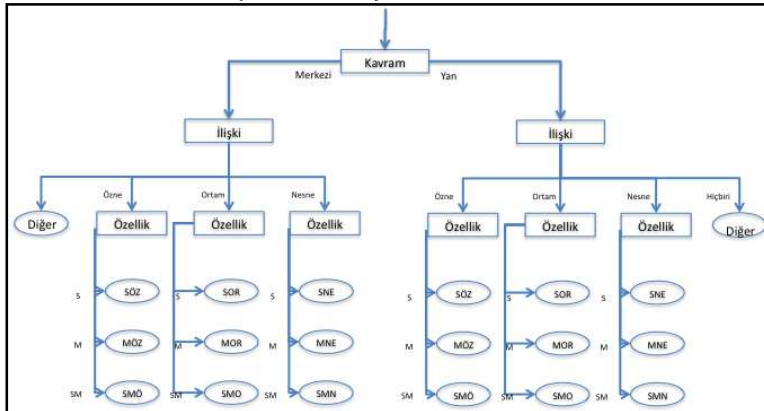 Kavram
Merkezi Yan
İlişki İlişki
Özne Ortam Nesne Özne Ortam Nesne Hiçbiri
Diğer Özellik Özellik Özellik Özellik Özellik Özellik Diğer
S SÖZ S SOR S SNE S SÖZ S SOR S SNE
M MÖZ M MOR M MNE M MÖZ M MOR M MNE
SM SMÖ SM SMO SM SMN SM SMÖ SM SMO SM SMN